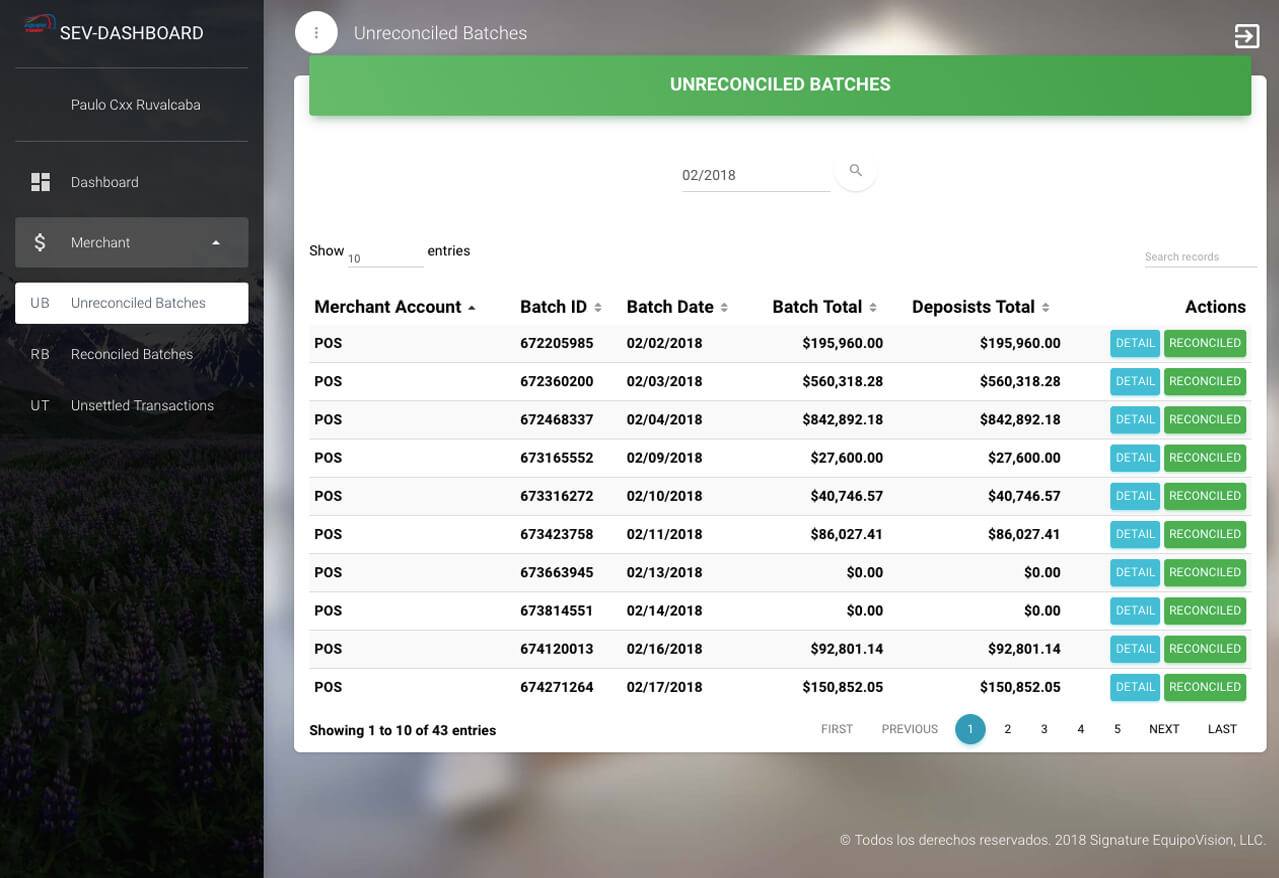 SEV-DASHBOARD
Paulo Cxx Ruvalcaba
Dashboard
Merchant
UB Unreconciled Batches
RB Reconciled Batches
UT Unsettled Transactions
Unreconciled Batches
UNRECONCILED BATCHES
02/2018
Show 10 entries
Search records
Merchant Account Batch ID Batch Date Batch Total Deposists Total Actions
POS 672205985 02/02/2018 $195,960.00 $195,960.00 DETAIL RECONCILED
POS 672360200 02/03/2018 $560,318.28 $560,318.28 DETAIL RECONCILED
POS 672468337 02/04/2018 $842,892.18 $842,892.18 DETAIL RECONCILED
POS 673165552 02/09/2018 $27,600.00 $27,600.00 DETAIL RECONCILED
POS 673316272 02/10/2018 $40,746.57 $40,746.57 DETAIL RECONCILED
POS 673423758 02/11/2018 $86,027.41 $86,027.41 DETAIL RECONCILED
POS 673663945 02/13/2018 $0.00 $0.00 DETAIL RECONCILED
POS 673814551 02/14/2018 $0.00 $0.00 DETAIL RECONCILED
POS 674120013 02/16/2018 $92,801.14 $92,801.14 DETAIL RECONCILED
POS 674271264 02/17/2018 $150,852.05 $150,852.05 DETAIL RECONCILED
Showing 1 to 10 of 43 entries
FIRST PREVIOUS 1 2 3 4 5 NEXT LAST
© Todos los derechos reservados. 2018 Signature EquipoVision, LLC.